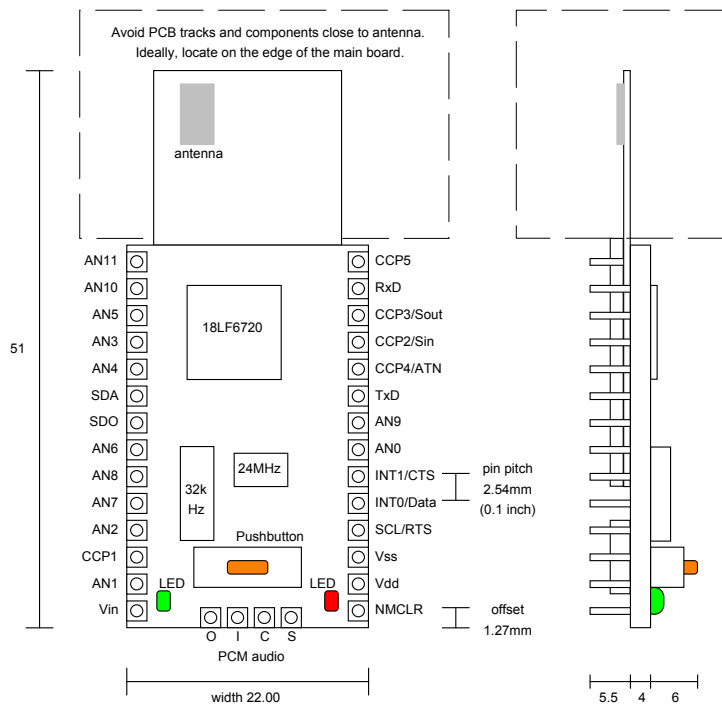 Avoid PCB tracks and components close to antenna.
Ideally, locate on the edge of the main board.
antenna
AN11
CCP5
AN10
RxD
AN5
18LF6720
CCP3/Sout
AN3
CCP2/Sin
51
AN4
CCP4/ATN
SDA
TxD
SDO
AN9
AN6
AN0
AN8
32k
Hz
24MHz
INT1/CTS
pin pitch
2.54mm
(0.1 inch)
AN7
INT0/Data
AN2
SCL/RTS
Pushbutton
CCP1
Vss
AN1
LED
LED
Vdd
Vin
NMCLR
offset
1.27mm
O I C S
PCM audio
width 22.00
5.5 4 6